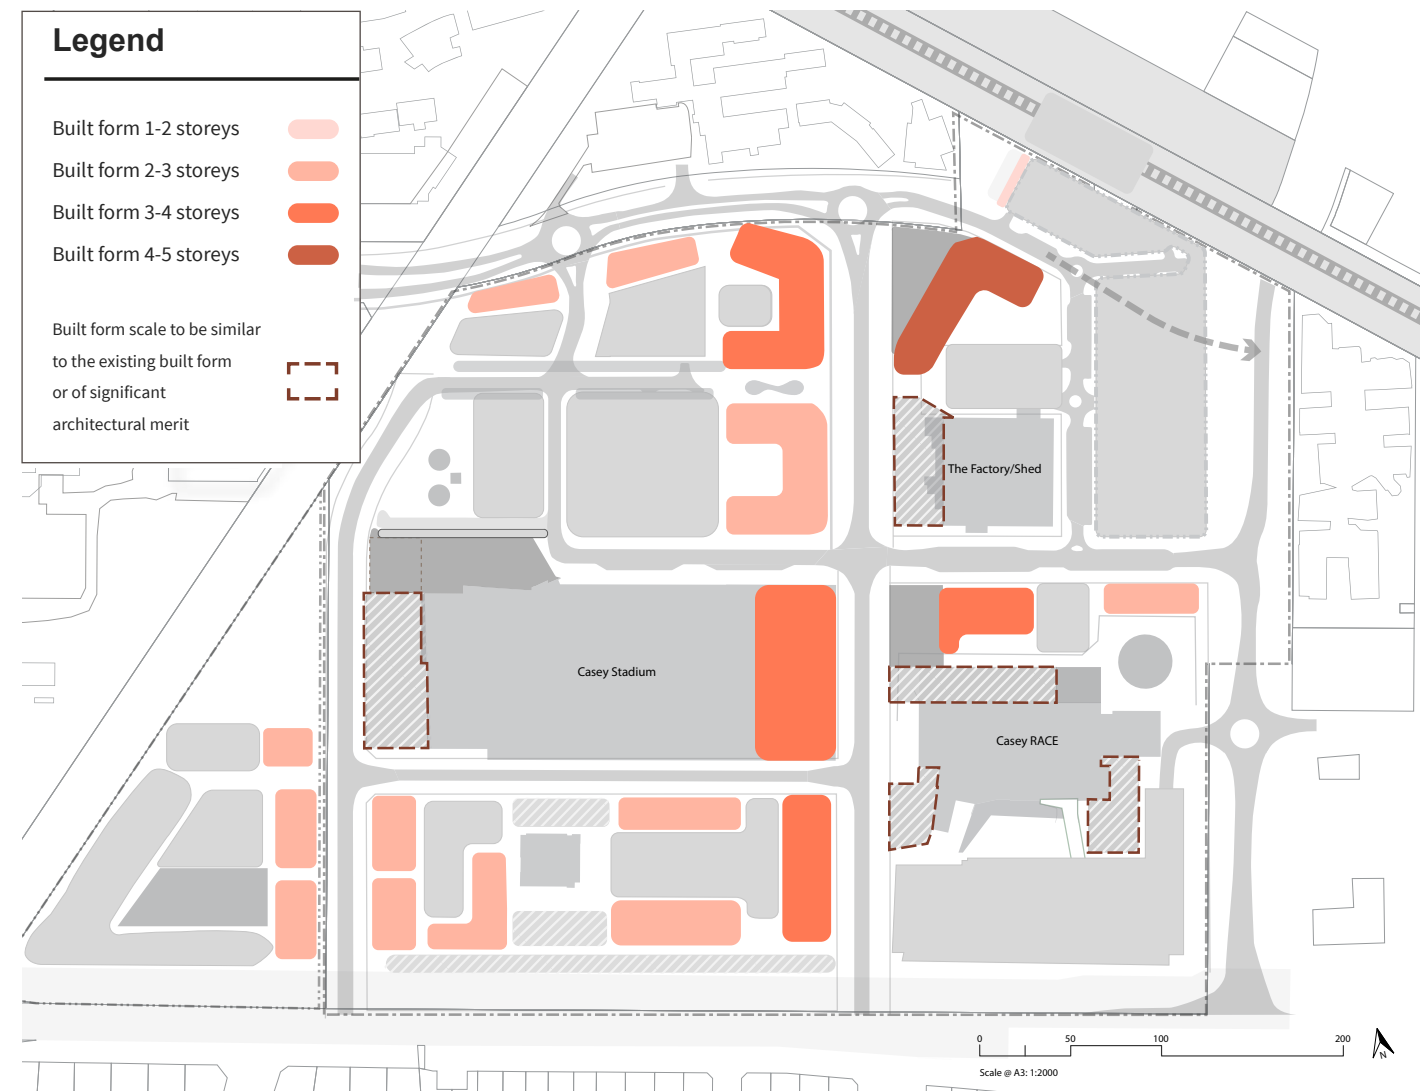 Legend
Built form 1-2 storeys
Built form 2-3 storeys
Built form 3-4 storeys
Built form 4-5 storeys
Built form scale to be similar
to the existing built form
or of significant
architectural merit
The Factory/Shed
Casey Stadium
Casey RACE
0 50 100 200
Scale @ A3: 1:2000
N